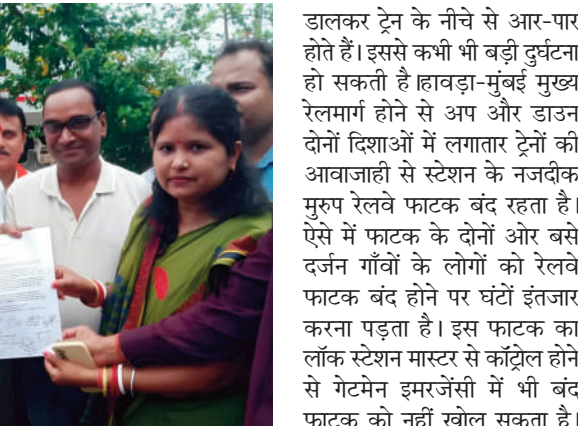 डालकर ट्रेन के नीचे से आर-पार
होते हैं। इससे कभी भी बड़ी दुर्घटना
हो सकती है।हावड़ा-मुंबई मुख्य
रेलमार्ग होने से अप और डाउन
दोनों दिशाओं में लगातार ट्रेनों की
आवाजाही से स्टेशन के नजदीक
मुरुप रेलवे फाटक बंद रहता है।
ऐसे में फाटक के दोनों ओर बसे
दर्जन गाँवों के लोगों को रेलवे
फाटक बंद होने पर घंटों इंतजार
करना पड़ता है। इस फाटक का
लॉक स्टेशन मास्टर से कॉट्रोल होने
से गेटमेन इमरजेंसी में भी बंद
फाटक को नहीं खोल सकता है।